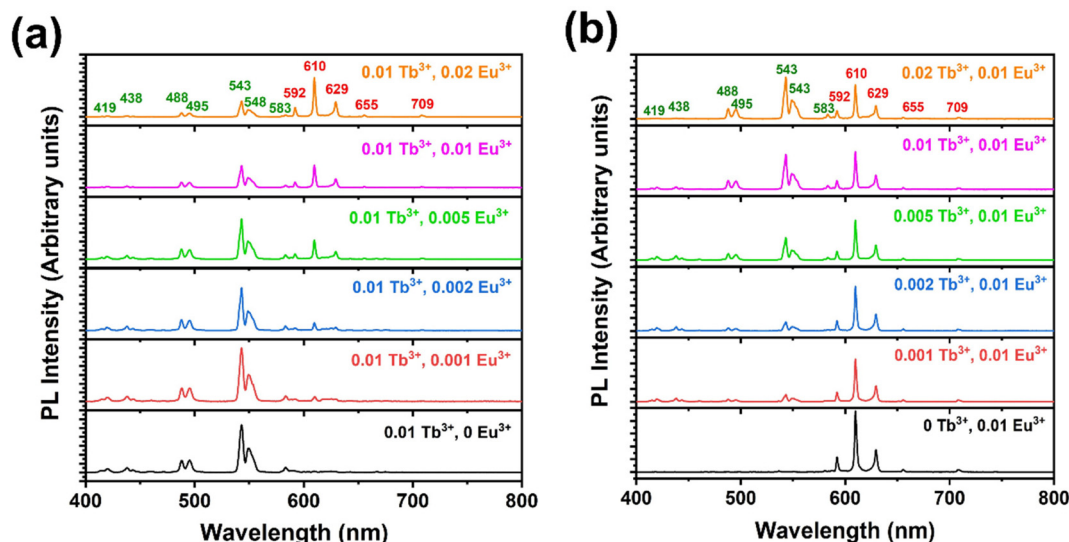 (a)
PL Intensity (Arbitrary units)
0.01 Tb³⁺, 0.02 Eu³⁺
419 438 488 495 543 548 583 592 610 629 655 709
0.01 Tb³⁺, 0.01 Eu³⁺
0.01 Tb³⁺, 0.005 Eu³⁺
0.01 Tb³⁺, 0.002 Eu³⁺
0.01 Tb³⁺, 0.001 Eu³⁺
0.01 Tb³⁺, 0 Eu³⁺
400 500 600 700 800
Wavelength (nm)
(b)
PL Intensity (Arbitrary units)
0.02 Tb³⁺, 0.01 Eu³⁺
419 438 488 495 543 543 583 592 610 629 655 709
0.01 Tb³⁺, 0.01 Eu³⁺
0.005 Tb³⁺, 0.01 Eu³⁺
0.002 Tb³⁺, 0.01 Eu³⁺
0.001 Tb³⁺, 0.01 Eu³⁺
0 Tb³⁺, 0.01 Eu³⁺
400 500 600 700 800
Wavelength (nm)